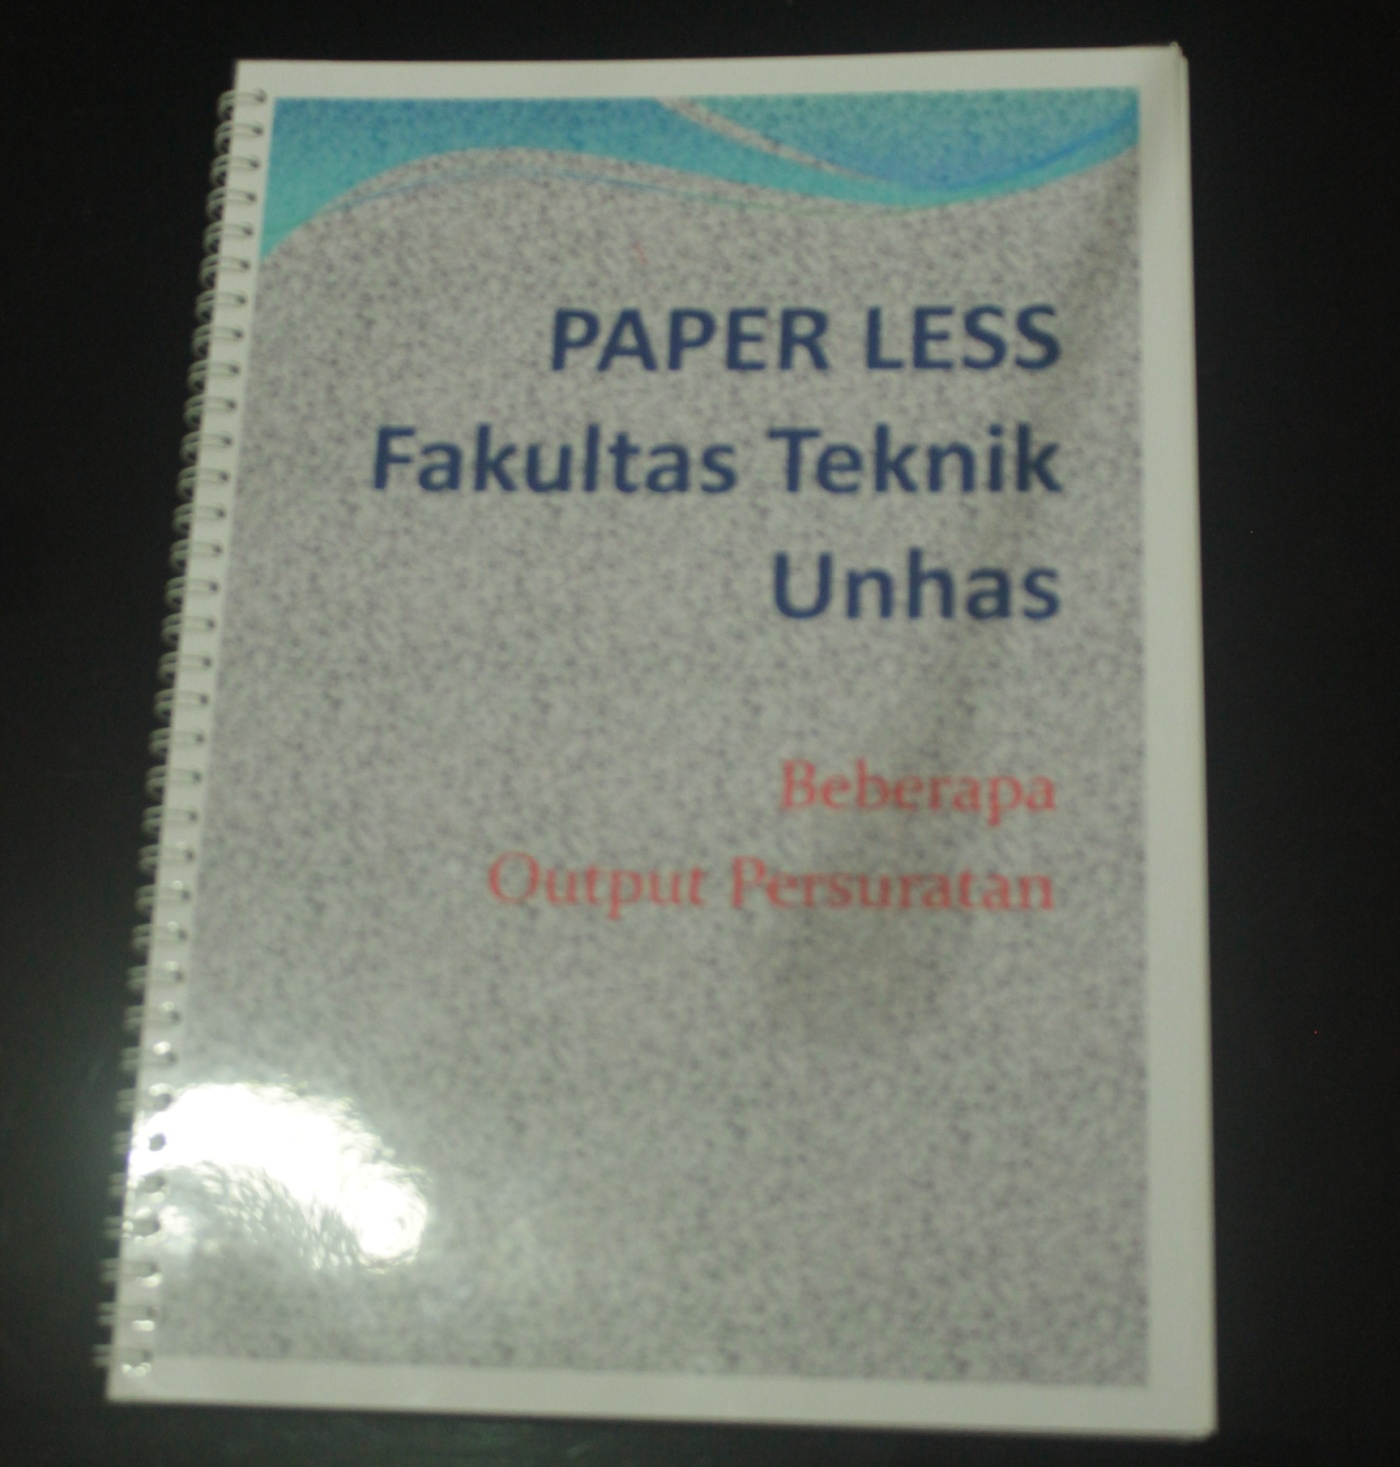 PAPER LESS
Fakultas Teknik
Unhas
Beberapa
Output Persuratan